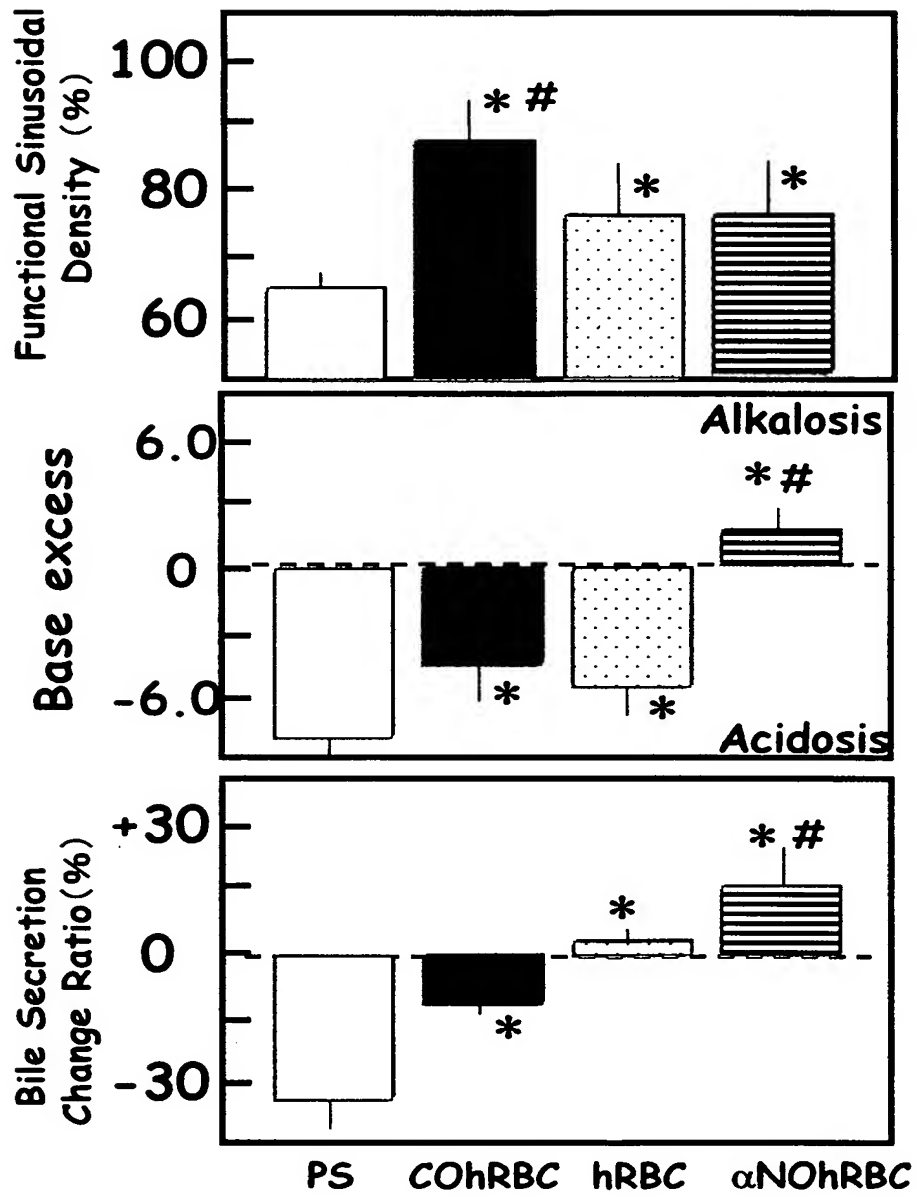 Functional Sinusoidal
Density (%)
100
80
60
* #
*
*
Base excess
6.0
0
-6.0
Alkalosis
* #
*
*
Acidosis
Bile Secretion
Change Ratio(%)
+30
0
-30
* #
*
*
PS COhRBC hRBC αNOhRBC